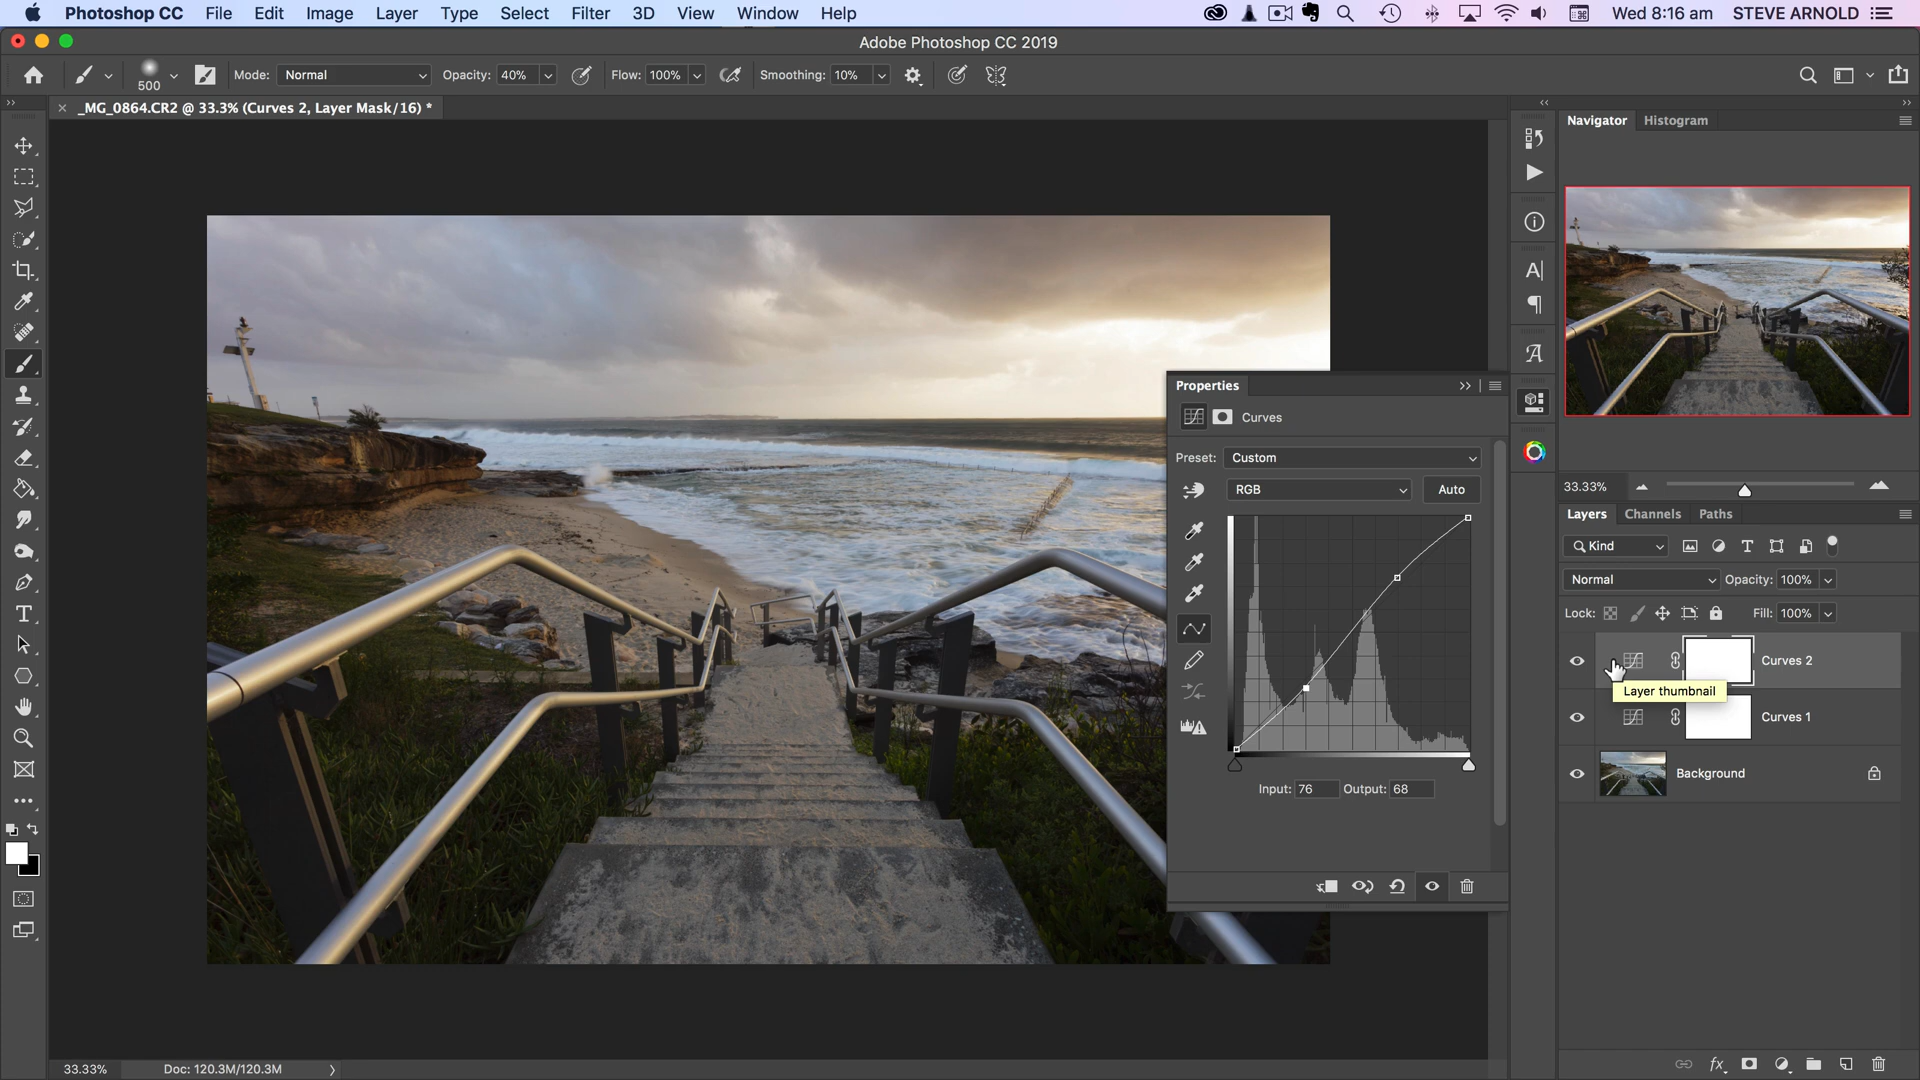 Photoshop CC File Edit Image Layer Type Select Filter 3D View Window Help Wed 8:16 am STEVE ARNOLD
Adobe Photoshop CC 2019
500 Mode: Normal Opacity: 40% Flow: 100% Smoothing: 10%
_MG_0864.CR2 @ 33.3% (Curves 2, Layer Mask/16) *
Navigator Histogram
Properties
Curves
Preset: Custom
RGB Auto
Input: 76 Output: 68
33.33%
Layers Channels Paths
Kind
Normal Opacity: 100%
Lock: Fill: 100%
Curves 2
Layer thumbnail
Curves 1
Background
33.33% Doc: 120.3M/120.3M